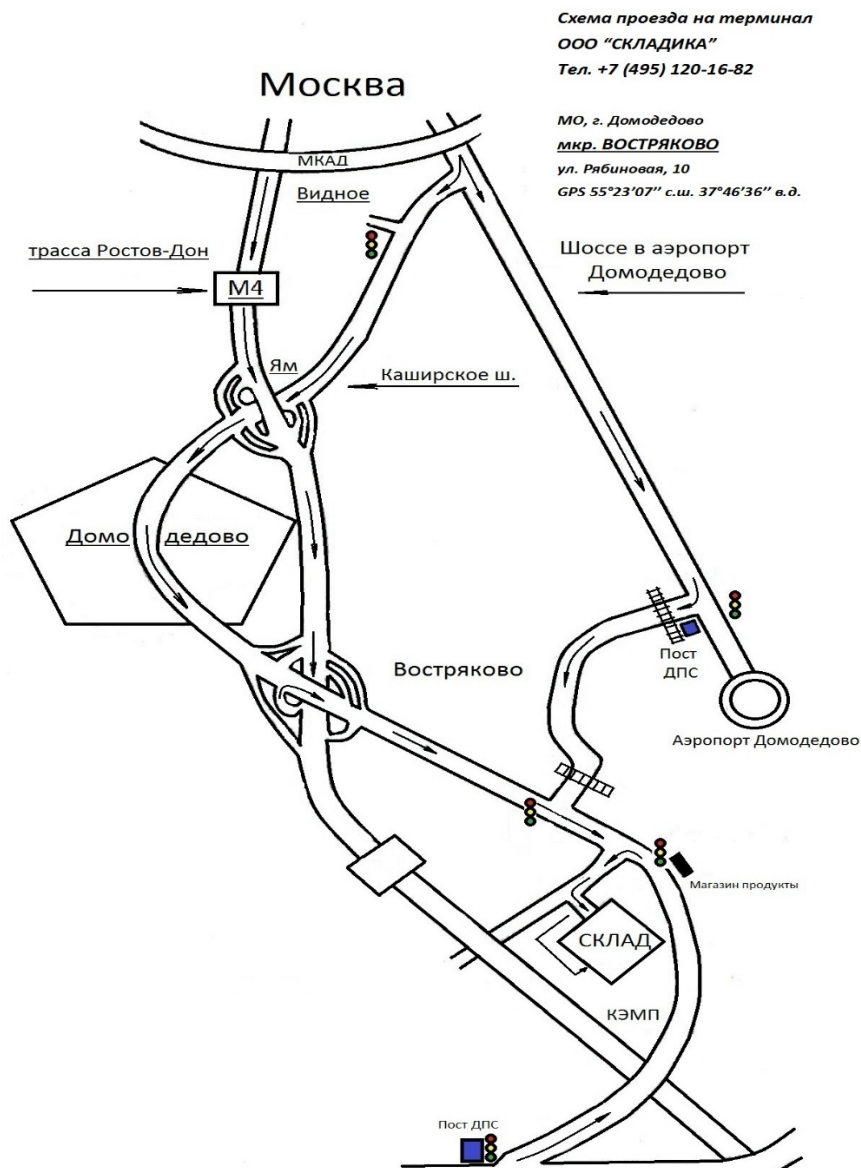 Схема проезда на терминал
ООО “СКЛАДИКА”
Тел. +7 (495) 120-16-82
Москва
МО, г. Домодедово
мкр. ВОСТРЯКОВО
ул. Рябиновая, 10
GPS 55°23’07’’ с.ш. 37°46’36’’ в.д.
МКАД
Видное
трасса Ростов-Дон
Шоссе в аэропорт
Домодедово
М4
Ям
Каширское ш.
Домо дедово
Востряково
Пост
ДПС
Аэропорт Домодедово
Магазин продукты
СКЛАД
КЭМП
Пост ДПС